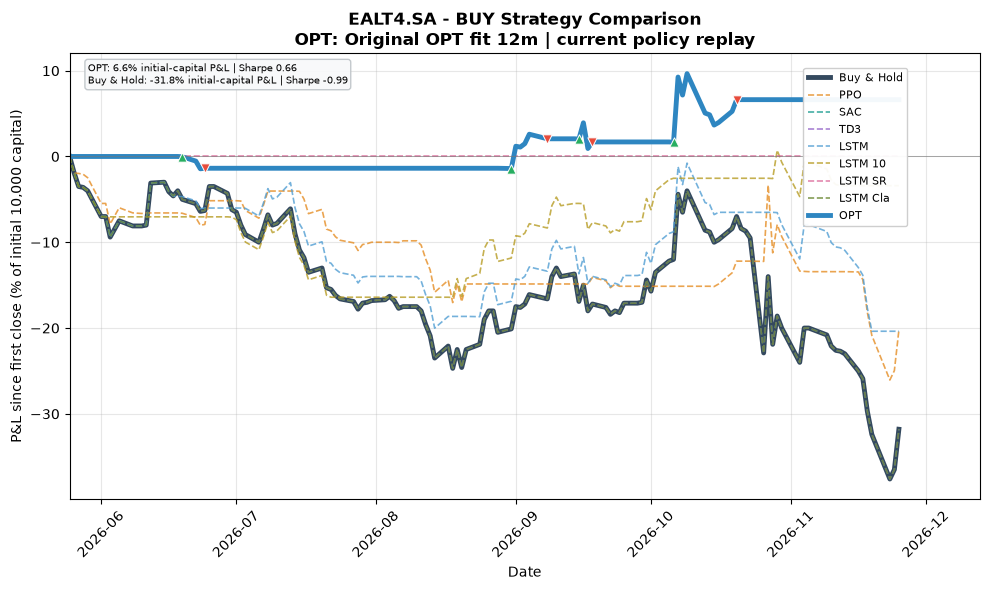 EALT4.SA - BUY Strategy Comparison
OPT: Original OPT fit 12m | current policy replay
OPT: 6.6% initial-capital P&L | Sharpe 0.66
Buy & Hold: -31.8% initial-capital P&L | Sharpe -0.99
Buy & Hold
PPO
SAC
TD3
LSTM
LSTM 10
LSTM SR
LSTM Cla
OPT
P&L since first close (% of initial 10,000 capital)
10
0
−10
−20
−30
2026-06
2026-07
2026-08
2026-09
2026-10
2026-11
2026-12
Date